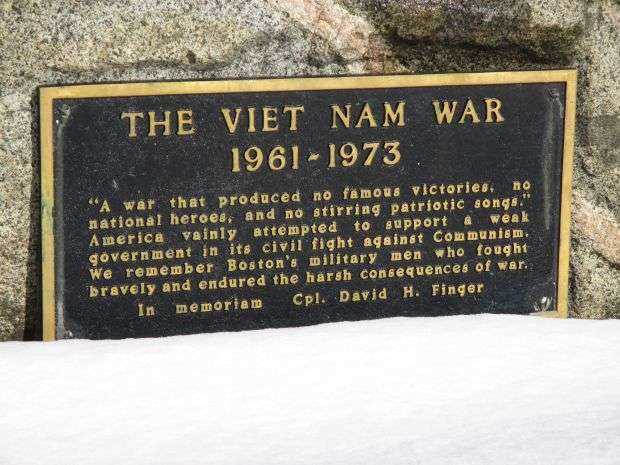 THE VIET NAM WAR
1961-1973
"A war that produced no famous victories, no
national heroes, and no stirring patriotic songs."
America vainly attempted to support a weak
government in its civil fight against Communism.
We remember Boston's military men who fought
bravely and endured the harsh consequences of war.
In memoriam Cpl. David H. Finger